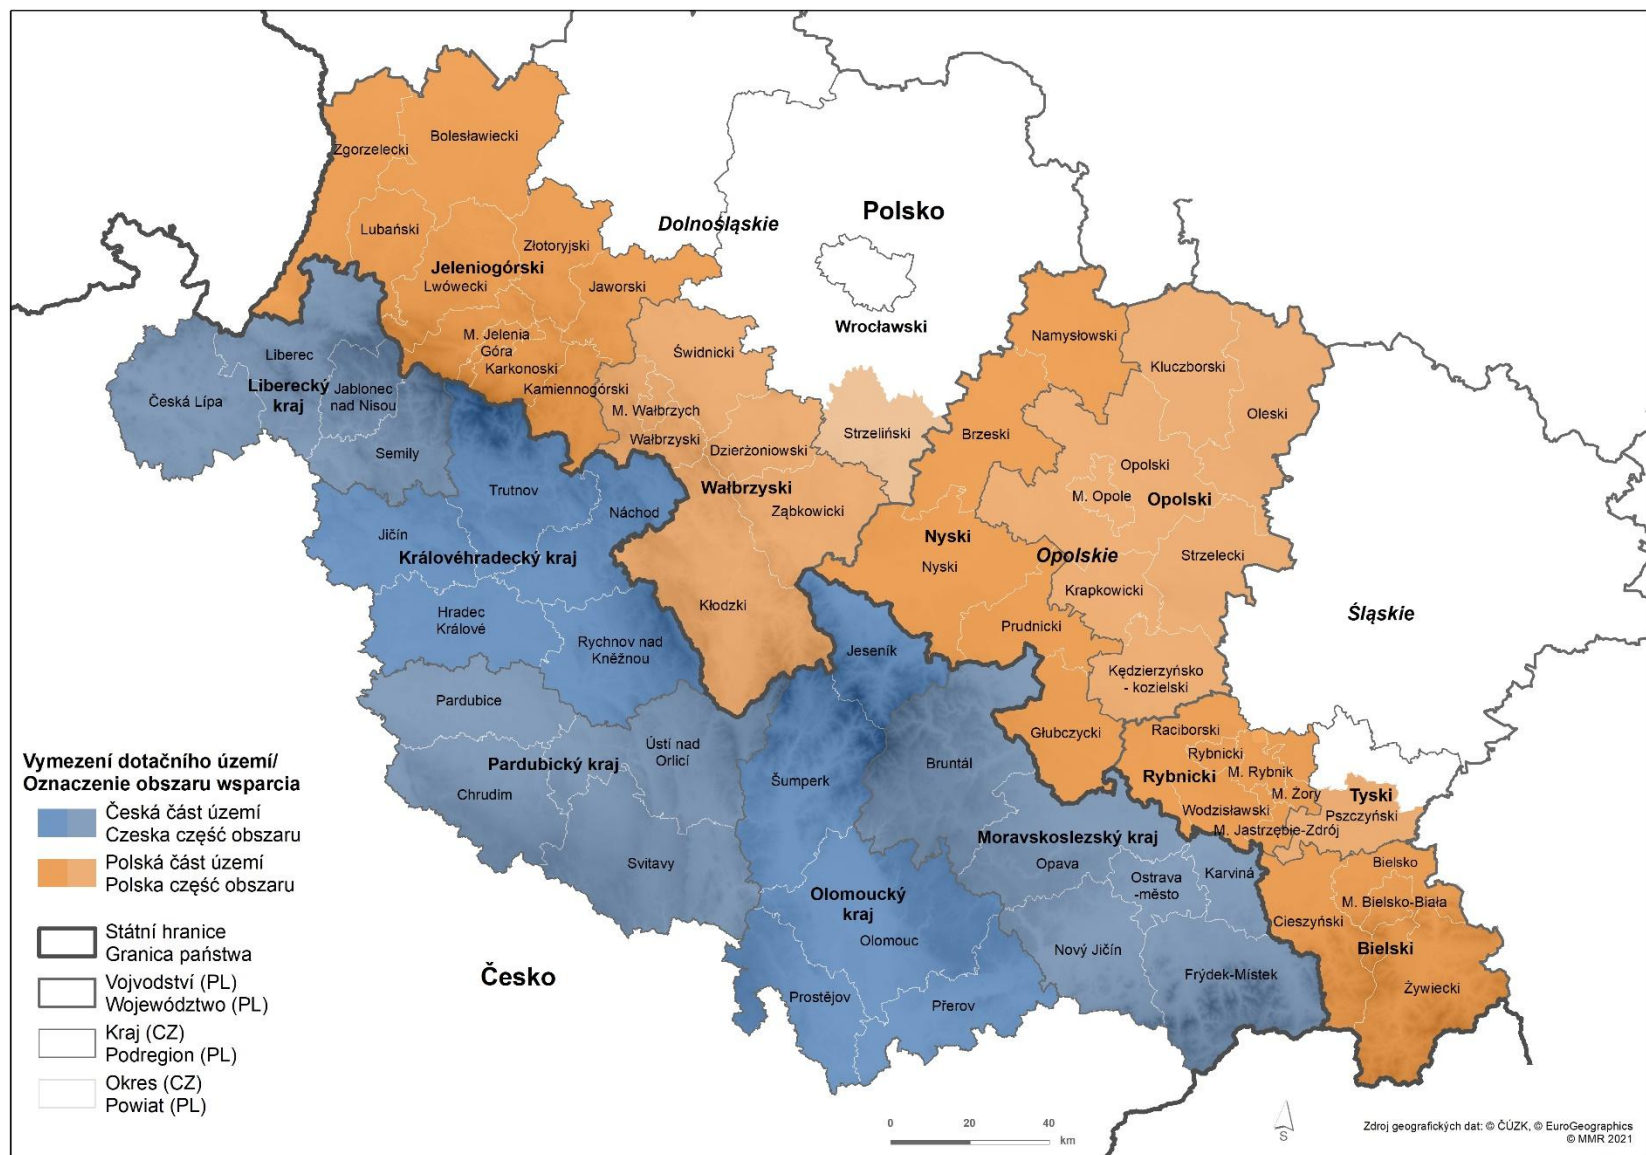 Bolesławiecki
Zgorzelecki
Polsko
Dolnośląskie
Lubański
Złotoryjski
Jeleniogórski
Lwówecki
Jaworski
Wrocławski
M. Jelenia
Góra
Karkonoski
Kamiennogórski
Świdnicki
Namysłowski
Kluczborski
Oleski
Liberec
Liberecký
kraj
Jablonec
nad Nisou
Česká Lípa
Semily
M. Wałbrzych
Wałbrzyski
Dzierżoniowski
Strzeliński
Brzeski
Opolski
M. Opole
Opolski
Wałbrzyski
Ząbkowicki
Trutnov
Náchod
Jičín
Královéhradecký kraj
Nyski
Nyski
Opolskie
Strzelecki
Krapkowicki
Kłodzki
Hradec
Králové
Rychnov nad
Kněžnou
Prudnicki
Śląskie
Jeseník
Kędzierzyńsko
- kozielski
Pardubice
Ústí nad
Orlicí
Głubczycki
Raciborski
Rybnicki
M. Rybnik
Rybnicki
M. Żory
Wodzisławski
M. Jastrzębie-Zdrój
Tyski
Pszczyński
Pardubický kraj
Chrudim
Šumperk
Bruntál
Moravskoslezský kraj
Svitavy
Opava
Ostrava
-město
Karviná
Bielsko
M. Bielsko-Biała
Cieszyński
Bielski
Żywiecki
Olomoucký
kraj
Olomouc
Nový Jičín
Frýdek-Místek
Prostějov
Přerov
Česko
Vymezení dotačního území/
Oznaczenie obszaru wsparcia
Česká část území
Czeska część obszaru
Polská část území
Polska część obszaru
Státní hranice
Granica państwa
Vojvodství (PL)
Województwo (PL)
Kraj (CZ)
Podregion (PL)
Okres (CZ)
Powiat (PL)
0 20 40
km
S
Zdroj geografických dat: © ČÚZK, © EuroGeographics
© MMR 2021